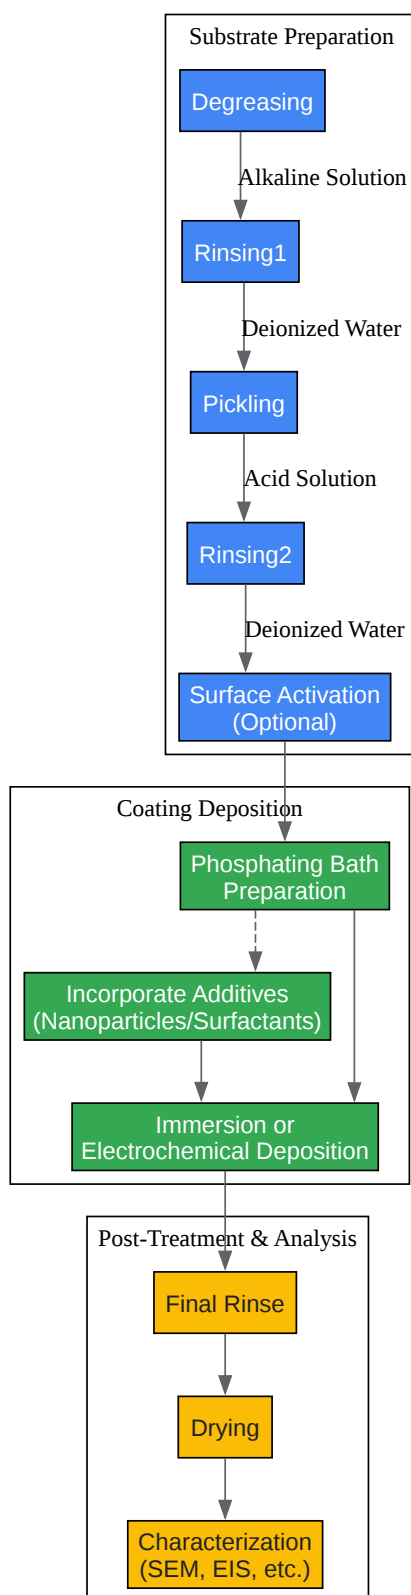 Substrate Preparation
Degreasing
Alkaline Solution
Rinsing1
Deionized Water
Pickling
Acid Solution
Rinsing2
Deionized Water
Surface Activation
(Optional)
Coating Deposition
Phosphating Bath
Preparation
Incorporate Additives
(Nanoparticles/Surfactants)
Immersion or
Electrochemical Deposition
Post-Treatment & Analysis
Final Rinse
Drying
Characterization
(SEM, EIS, etc.)